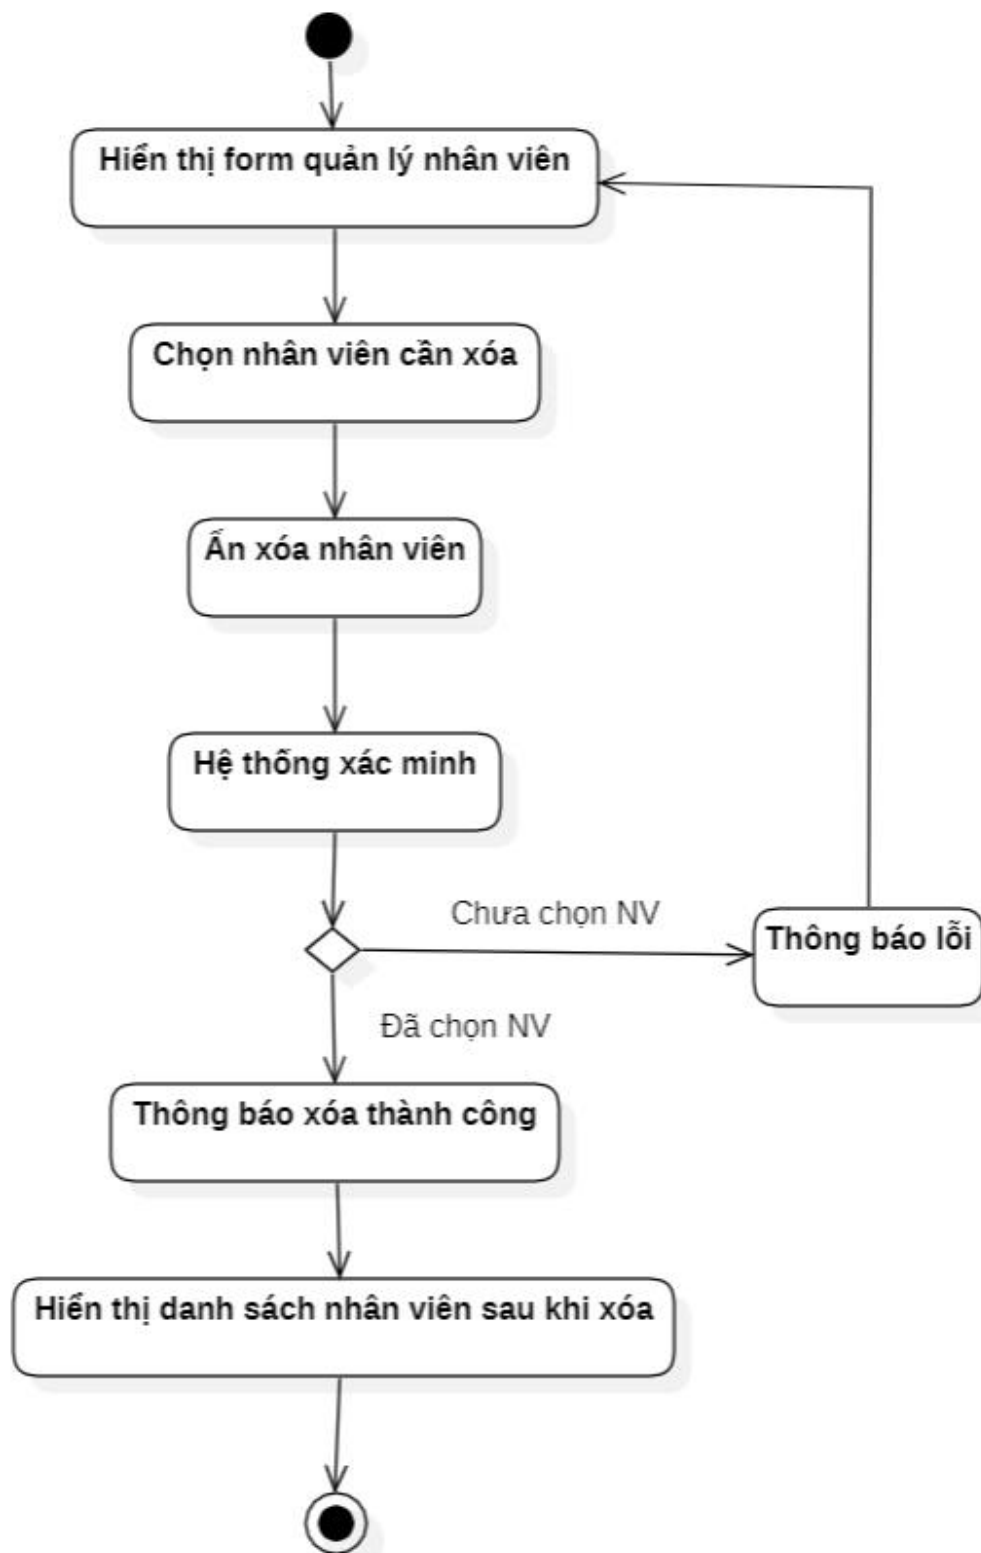 Hiển thị form quản lý nhân viên
Chọn nhân viên cần xóa
Ấn xóa nhân viên
Hệ thống xác minh
Chưa chọn NV
Thông báo lỗi
Đã chọn NV
Thông báo xóa thành công
Hiển thị danh sách nhân viên sau khi xóa